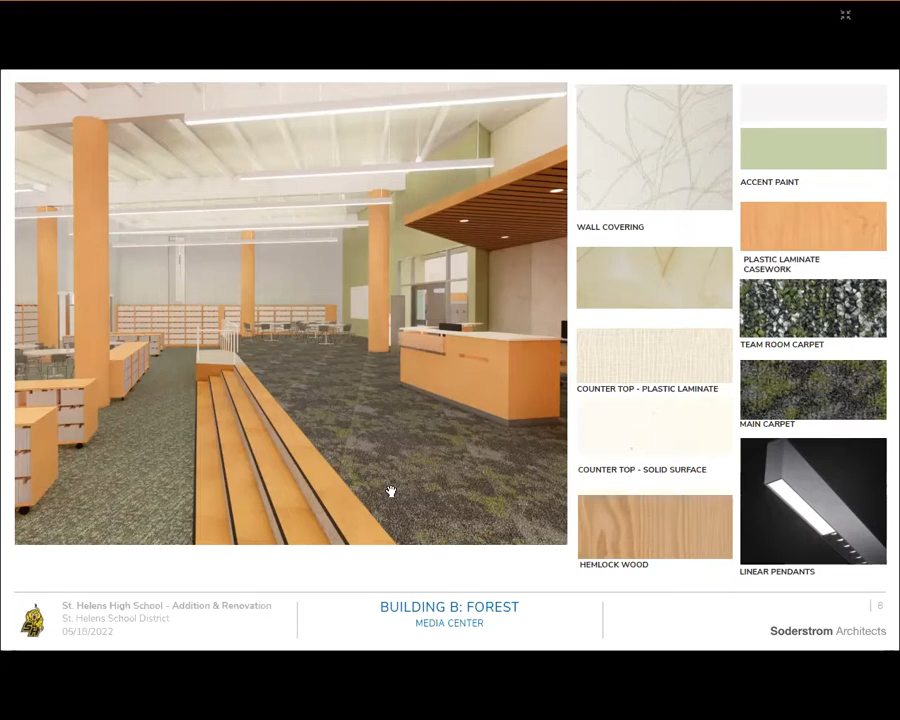 WALL COVERING
COUNTER TOP - PLASTIC LAMINATE
COUNTER TOP - SOLID SURFACE
HEMLOCK WOOD
ACCENT PAINT
PLASTIC LAMINATE
CASEWORK
TEAM ROOM CARPET
MAIN CARPET
LINEAR PENDANTS
St. Helens High School - Addition & Renovation
St. Helens School District
05/18/2022
BUILDING B: FOREST
MEDIA CENTER
| 8
Soderstrom Architects